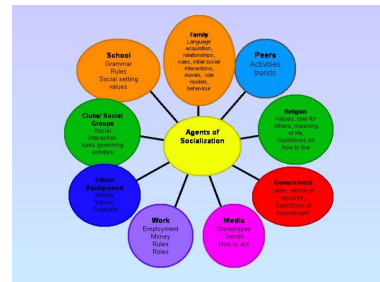 Family
Language
acquisition,
relationships,
rules, initial social
interactions,
morals, role
models,
behaviour
School
Grammar
Rules
Social setting
values
Peers
Activities
trends
Clubs/ Social
Groups
Social
interaction
rules governing
activities
Agents of
Socialization
Religion
Values, love for
others, meaning
of life,
Guidelines on
how to live
Ethnic
Background
Beliefs
Values
Customs
Government
Laws, sense of
security,
Sanctions of
punishment
Work
Employment
Money
Rules
Roles
Media
Stereotypes
Trends
How to act